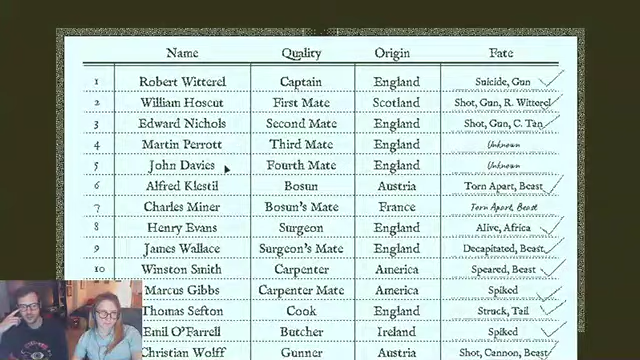 Name Quality Origin Fate
1 Robert Witterel Captain England Suicide, Gun
2 William Hoscut First Mate Scotland Shot, Gun, R. Witterel
3 Edward Nichols Second Mate England Shot, Gun, C. Tan
4 Martin Perrott Third Mate England Unknown
5 John Davies Fourth Mate England Unknown
6 Alfred Klestil Bosun Austria Torn Apart, Beast
7 Charles Miner Bosun's Mate France Torn Apart, Beast
8 Henry Evans Surgeon England Alive, Africa
9 James Wallace Surgeon's Mate England Decapitated, Beast
10 Winston Smith Carpenter America Speared, Beast
Marcus Gibbs Carpenter Mate America Spiked
Thomas Sefton Cook England Struck, Tail
Emil O'Farrell Butcher Ireland Spiked
Christian Wolff Gunner Austria Shot, Cannon, Beast